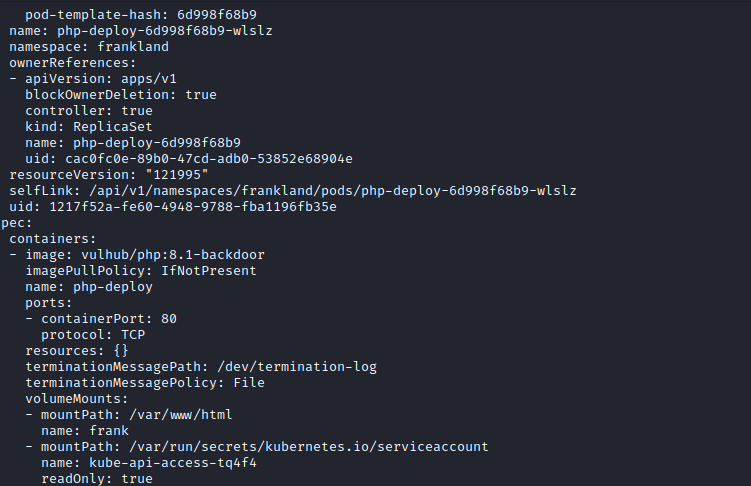 pod-template-hash: 6d998f68b9
name: php-deploy-6d998f68b9-wlslz
namespace: frankland
ownerReferences:
- apiVersion: apps/v1
blockOwnerDeletion: true
controller: true
kind: ReplicaSet
name: php-deploy-6d998f68b9
uid: cac0fc0e-89b0-47cd-adb0-53852e68904e
resourceVersion: "121995"
selfLink: /api/v1/namespaces/frankland/pods/php-deploy-6d998f68b9-wlslz
uid: 1217f52a-fe60-4948-9788-fba1196fb35e
pec:
containers:
- image: vulhub/php:8.1-backdoor
imagePullPolicy: IfNotPresent
name: php-deploy
ports:
- containerPort: 80
protocol: TCP
resources: {}
terminationMessagePath: /dev/termination-log
terminationMessagePolicy: File
volumeMounts:
- mountPath: /var/www/html
name: frank
- mountPath: /var/run/secrets/kubernetes.io/serviceaccount
name: kube-api-access-tq4f4
readOnly: true